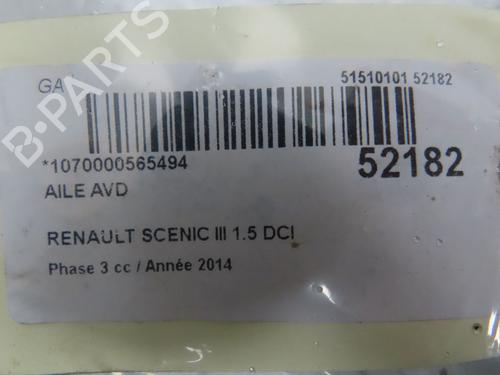 GA
51510101 52182
*1070000565494
52182
AILE AVD
RENAULT SCENIC III 1.5 DCI
Phase 3 cc / Année 2014
B-PARTS